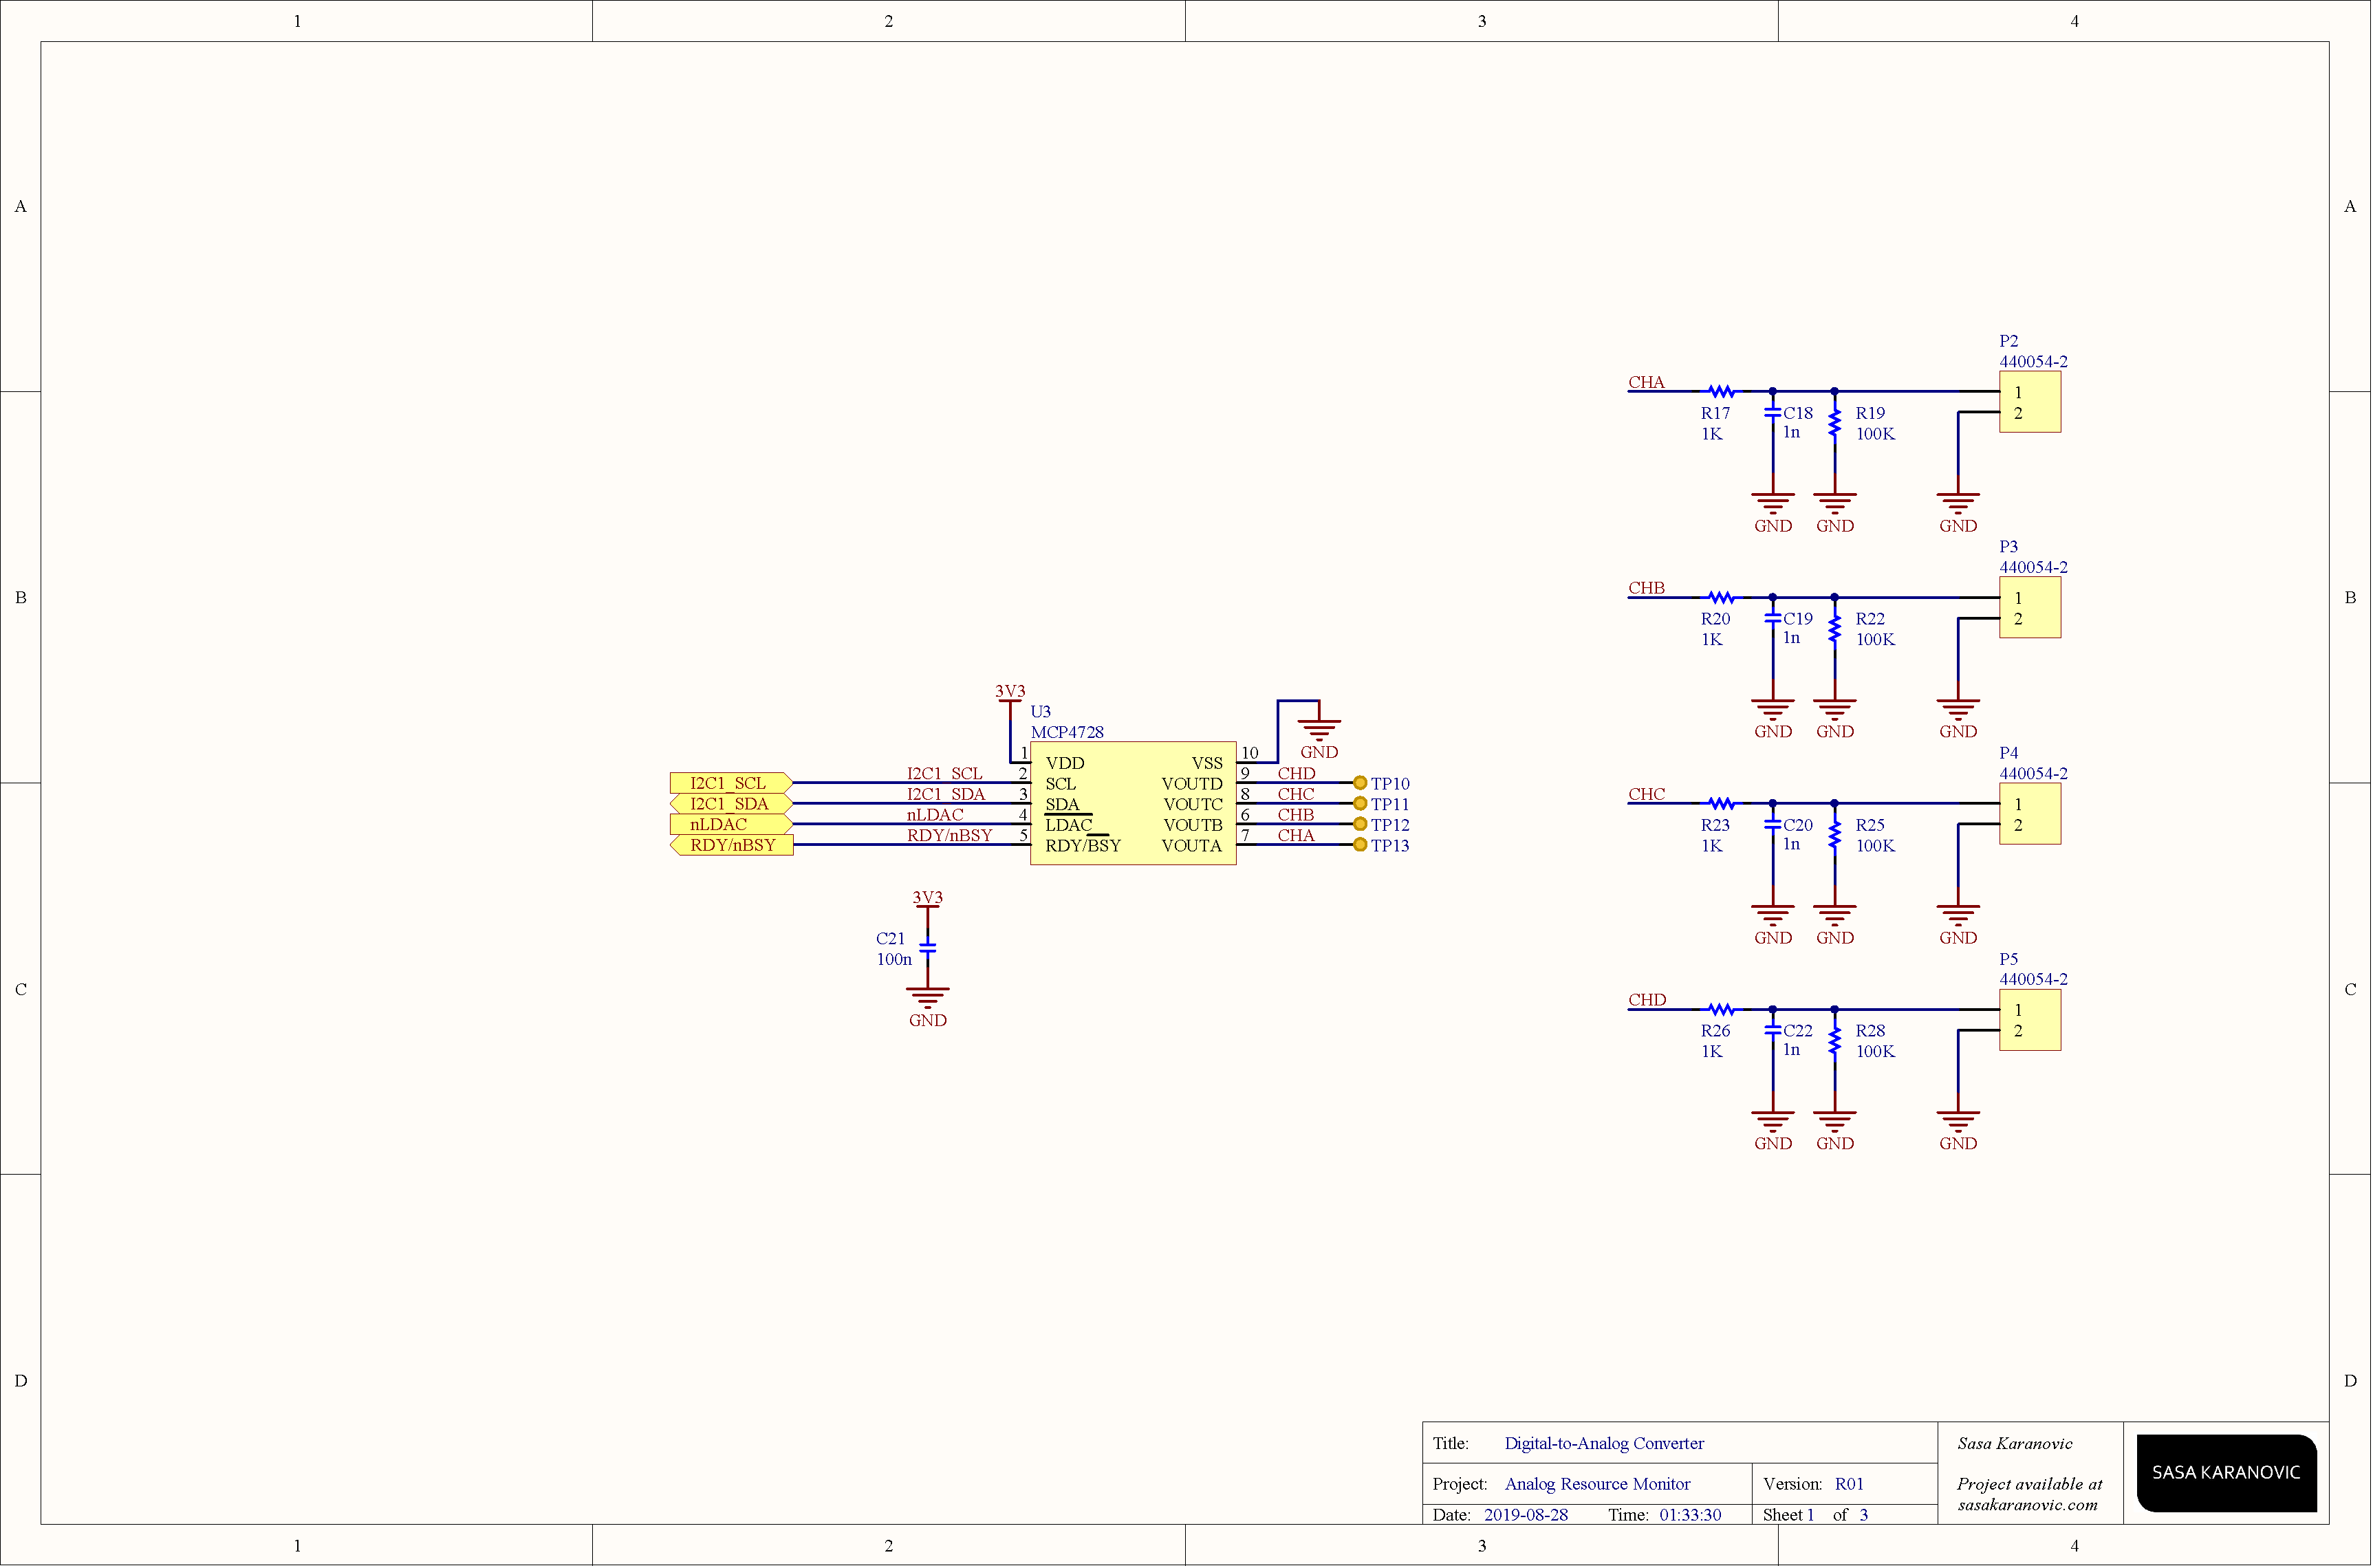 1 2 3 4
A A
B B
C C
D D
3V3
U3
MCP4728
GND
I2C1_SCL I2C1_SCL 1 VDD VSS 10
2 SCL VOUTD 9 CHD TP10
I2C1_SDA I2C1_SDA 3 SDA VOUTC 8 CHC TP11
nLDAC nLDAC 4 LDAC VOUTB 6 CHB TP12
RDY/nBSY RDY/nBSY 5 RDY/BSY VOUTA 7 CHA TP13
3V3
C21
100n
GND
P2
440054-2
CHA
R17 C18 R19 1
1K 1n 100K 2
GND GND GND
P3
440054-2
CHB
R20 C19 R22 1
1K 1n 100K 2
GND GND GND
P4
440054-2
CHC
R23 C20 R25 1
1K 1n 100K 2
GND GND GND
P5
440054-2
CHD
R26 C22 R28 1
1K 1n 100K 2
GND GND GND
Title: Digital-to-Analog Converter
Project: Analog Resource Monitor Version: R01
Date: 2019-08-28 Time: 01:33:30 Sheet 1 of 3
Sasa Karanovic
Project available at
sasakaranovic.com
SASA KARANOVIC
1 2 3 4